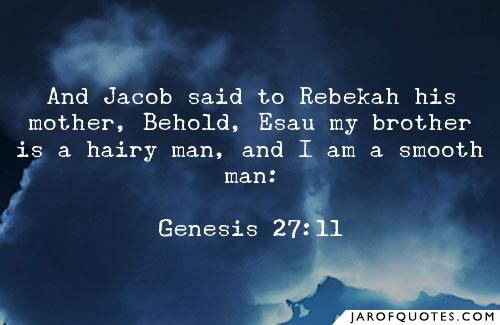 And Jacob said to Rebekah his
mother, Behold, Esau my brother
is a hairy man, and I am a smooth
man:
Genesis 27:11
JAROFQUOTES.COM